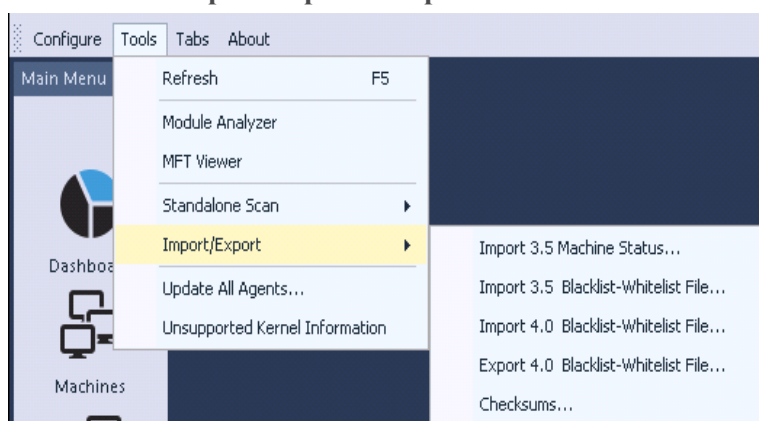 Configure Tools Tabs About
Main Menu
Refresh F5
Module Analyzer
MFT Viewer
Standalone Scan
Import/Export
Update All Agents...
Unsupported Kernel Information
Import 3.5 Machine Status...
Import 3.5 Blacklist-Whitelist File...
Import 4.0 Blacklist-Whitelist File...
Export 4.0 Blacklist-Whitelist File...
Checksums...
Dashboa
Machines